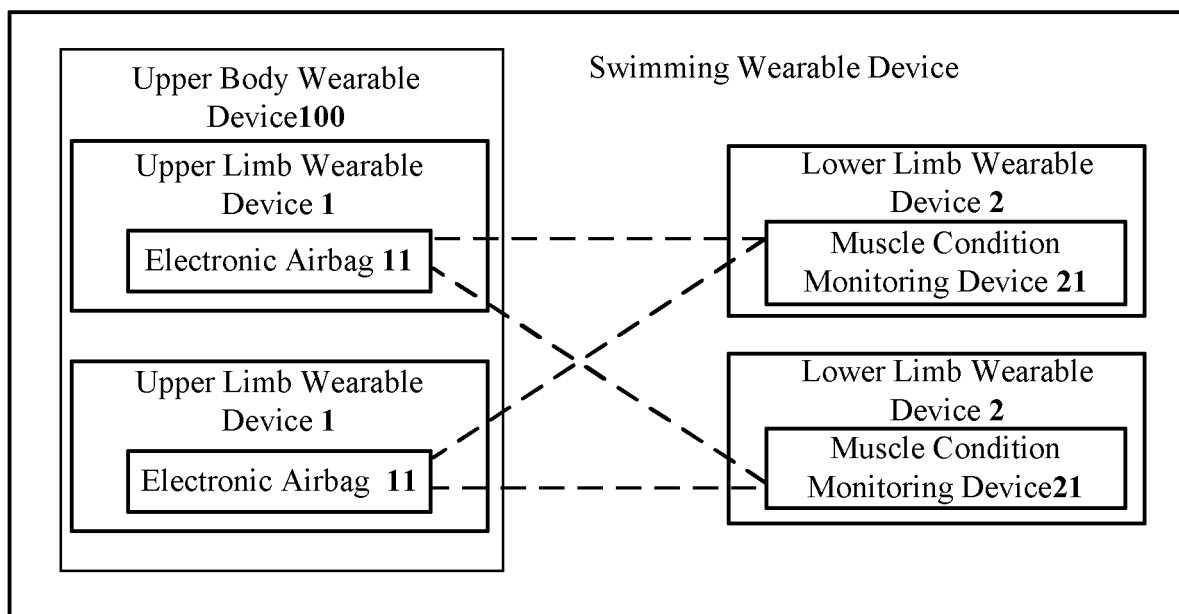 Swimming Wearable Device
Upper Body Wearable
Device100
Upper Limb Wearable
Device 1
Electronic Airbag 11
Upper Limb Wearable
Device 1
Electronic Airbag 11
Lower Limb Wearable
Device 2
Muscle Condition
Monitoring Device 21
Lower Limb Wearable
Device 2
Muscle Condition
Monitoring Device21